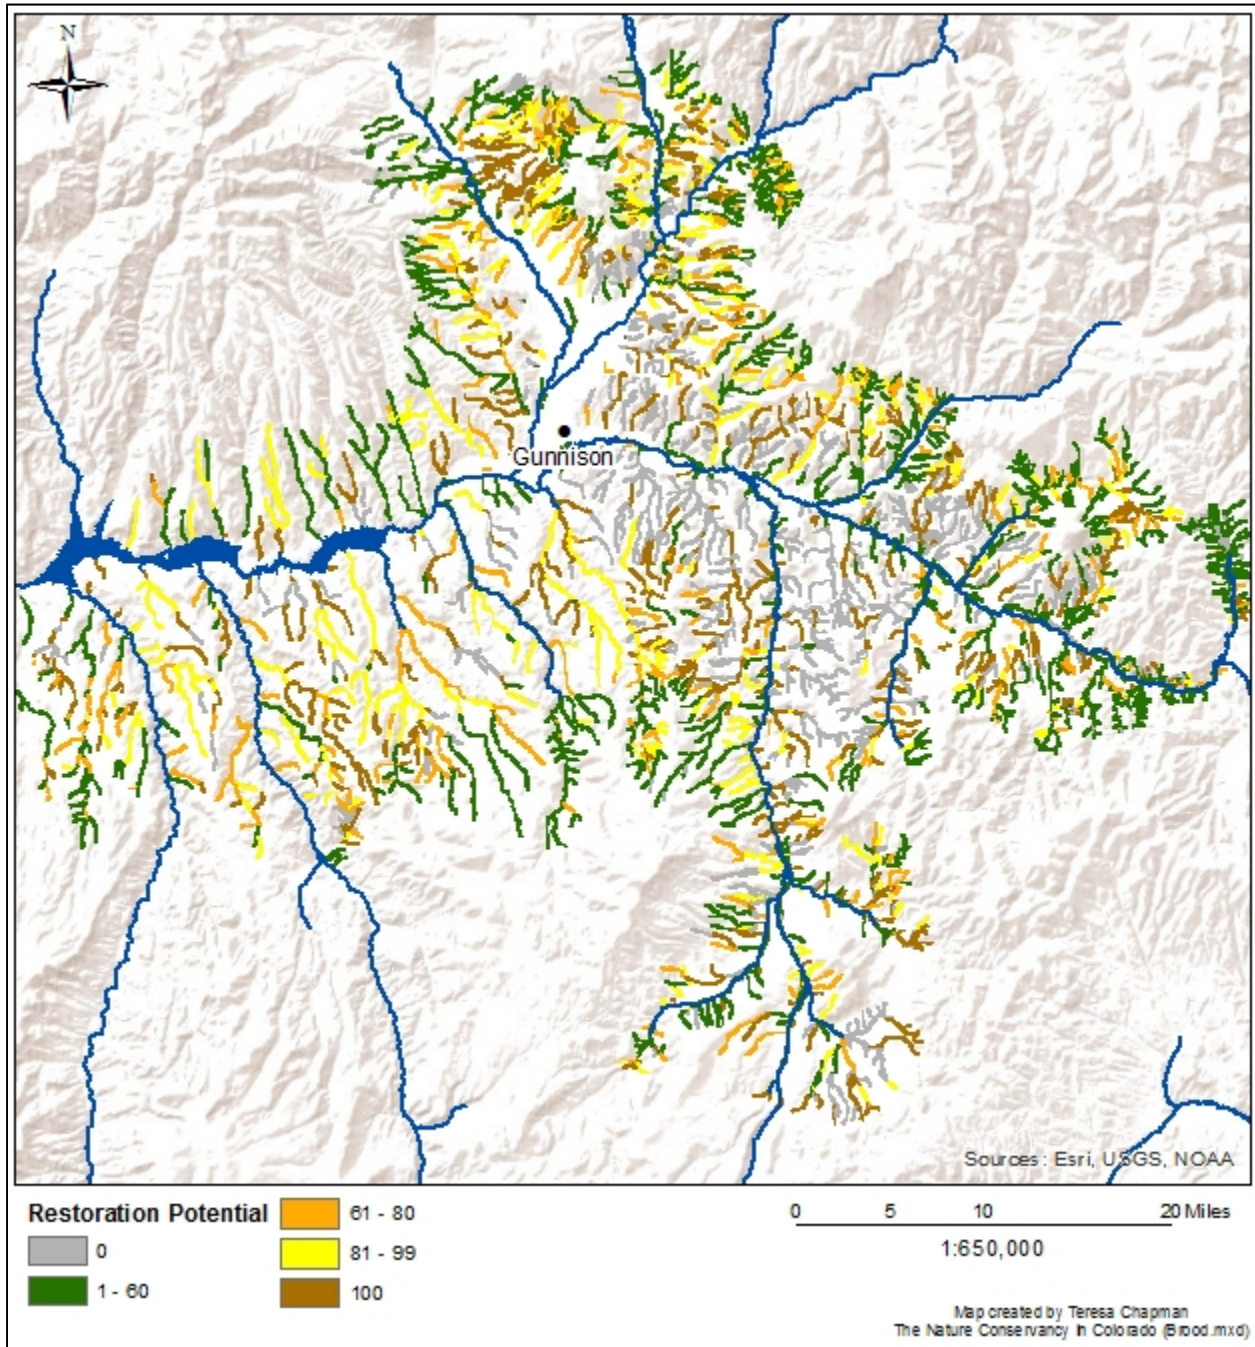 N
Gunnison
Sources: Esri, USGS, NOAA
Restoration Potential
0
1 - 60
61 - 80
81 - 99
100
0 5 10 20 Miles
1:650,000
Map created by Teresa Chapman
The Nature Conservancy in Colorado (Brood.mxd)